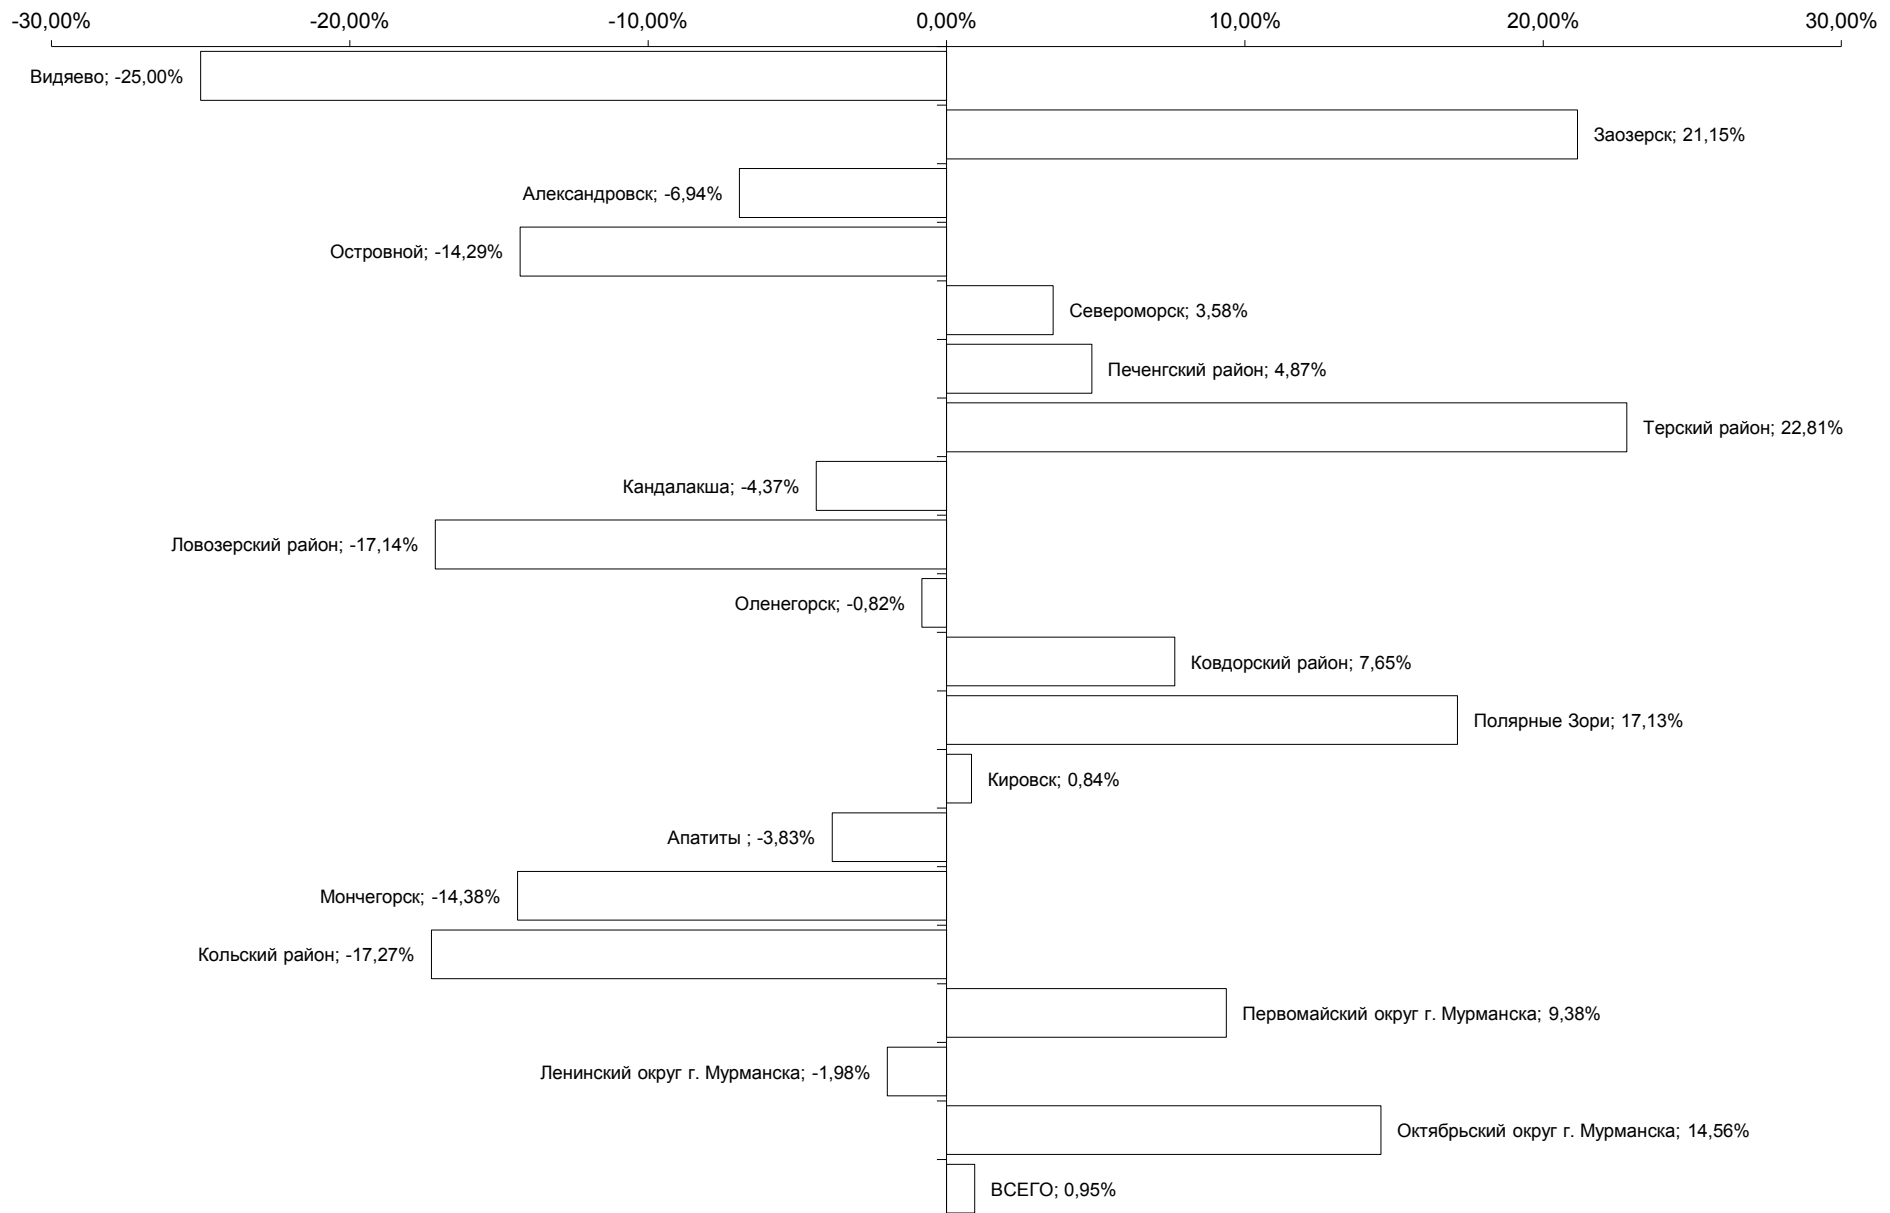 -30,00% -20,00% -10,00% 0,00% 10,00% 20,00% 30,00%
Видяево; -25,00%
Заозерск; 21,15%
Александровск; -6,94%
Островной; -14,29%
Североморск; 3,58%
Печенгский район; 4,87%
Терский район; 22,81%
Кандалакша; -4,37%
Ловозерский район; -17,14%
Оленегорск; -0,82%
Ковдорский район; 7,65%
Полярные Зори; 17,13%
Кировск; 0,84%
Апатиты ; -3,83%
Мончегорск; -14,38%
Кольский район; -17,27%
Первомайский округ г. Мурманска; 9,38%
Ленинский округ г. Мурманска; -1,98%
Октябрьский округ г. Мурманска; 14,56%
ВСЕГО; 0,95%